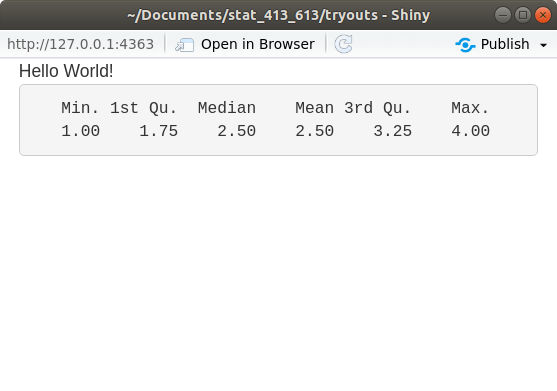 ~/Documents/stat_413_613/tryouts - Shiny
http://127.0.0.1:4363 Open in Browser Publish
Hello World!
Min. 1st Qu. Median Mean 3rd Qu. Max.
1.00 1.75 2.50 2.50 3.25 4.00